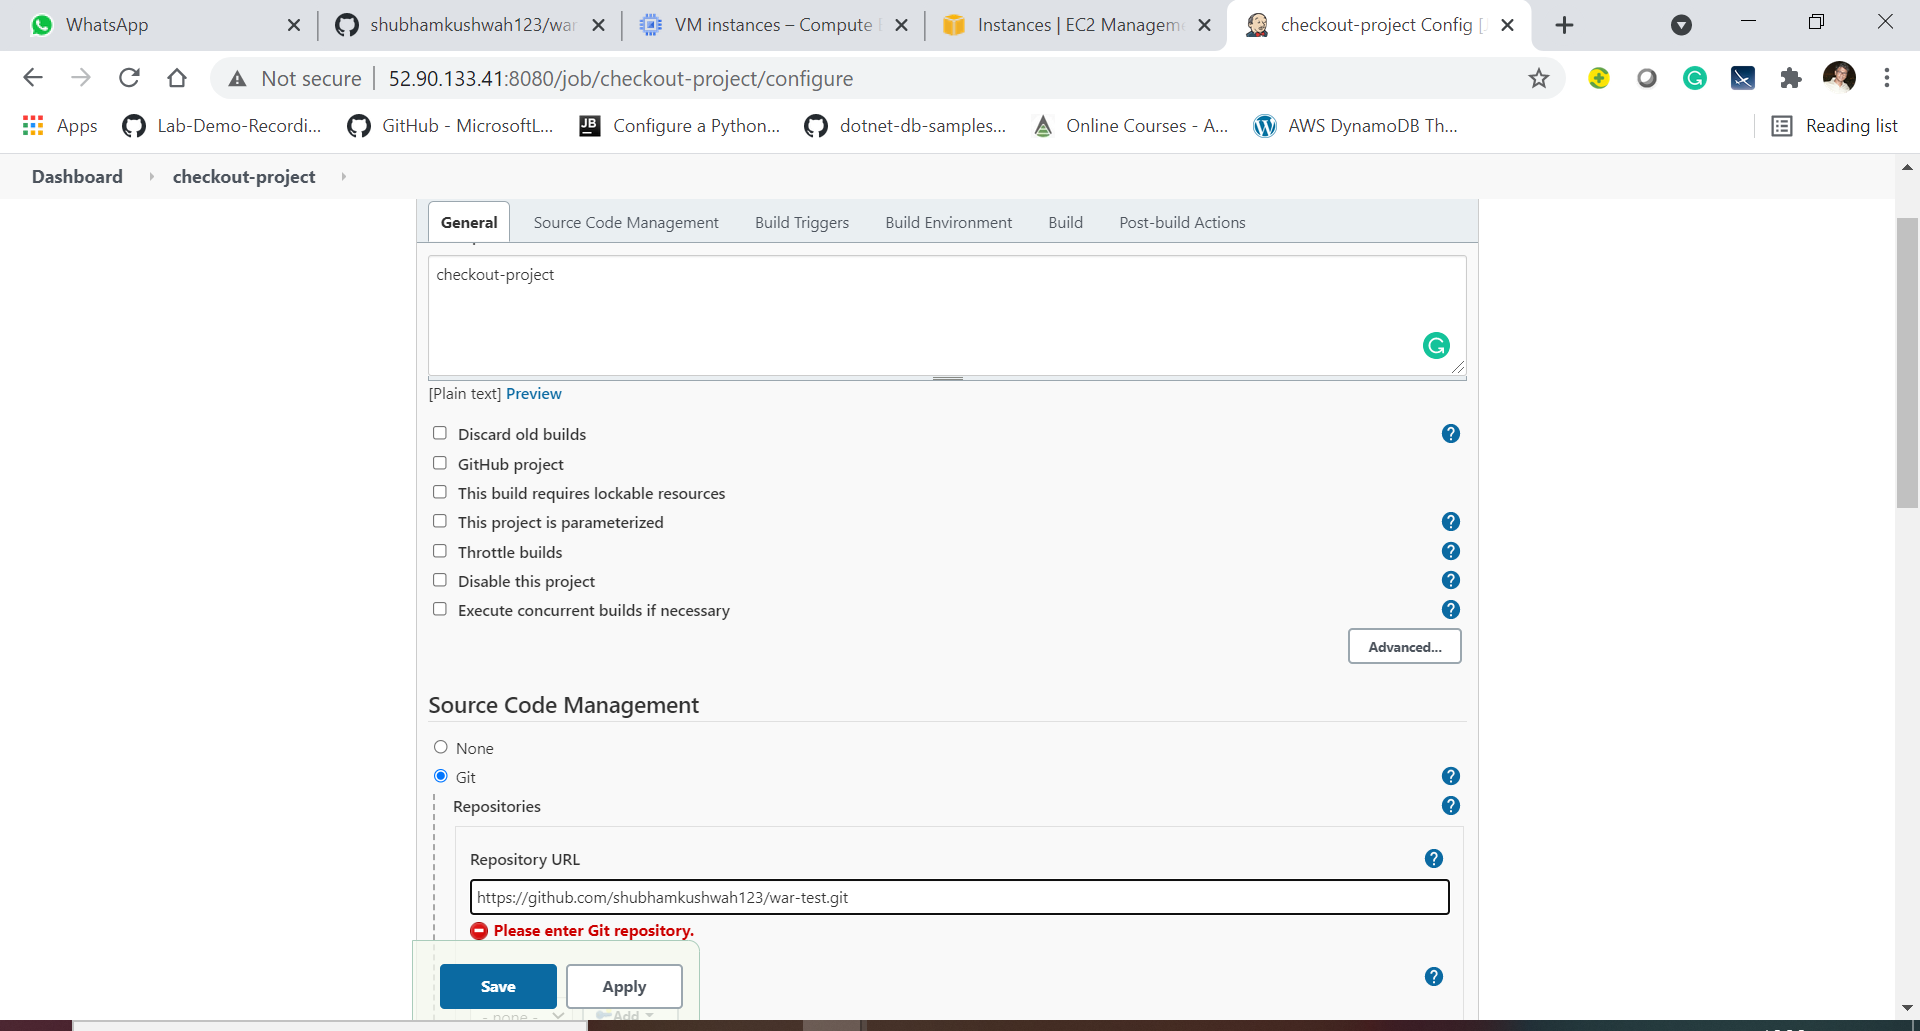 WhatsApp
shubhamkushwah123/war
VM instances – Compute E
Instances | EC2 Manageme
checkout-project Config [J
Not secure
52.90.133.41:8080/job/checkout-project/configure
Apps
Lab-Demo-Recordi...
GitHub - MicrosoftL...
JB
Configure a Python...
dotnet-db-samples...
Online Courses - A...
AWS DynamoDB Th...
Reading list
Dashboard
checkout-project
General
Source Code Management
Build Triggers
Build Environment
Build
Post-build Actions
checkout-project
[Plain text] Preview
Discard old builds
GitHub project
This build requires lockable resources
This project is parameterized
Throttle builds
Disable this project
Execute concurrent builds if necessary
Advanced...
Source Code Management
None
Git
Repositories
Repository URL
https://github.com/shubhamkushwah123/war-test.git
Please enter Git repository.
Save
Apply
- none -
Add